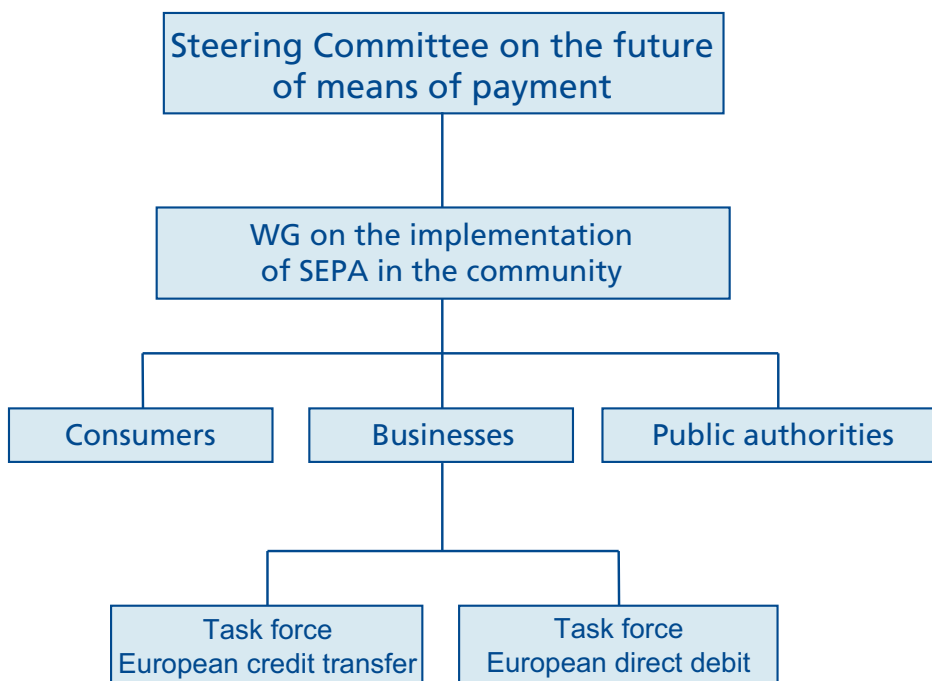 Steering Committee on the future
of means of payment
WG on the implementation
of SEPA in the community
Consumers
Businesses
Public authorities
Task force
European credit transfer
Task force
European direct debit